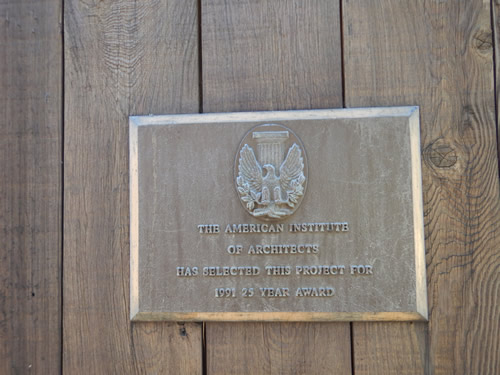 THE AMERICAN INSTITUTE
OF ARCHITECTS
HAS SELECTED THIS PROJECT FOR
1991 25 YEAR AWARD